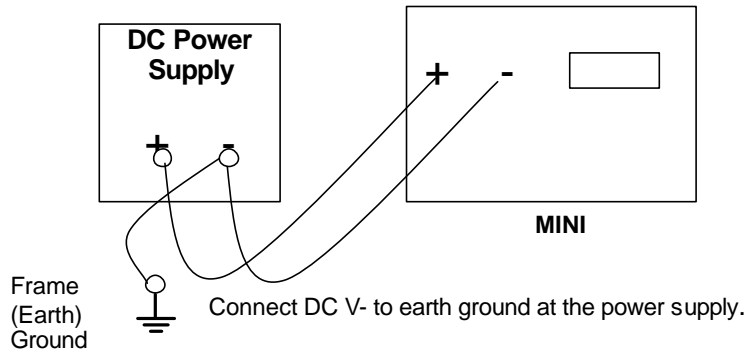 DC Power
Supply
+ -
+ -
MINI
Frame
(Earth)
Ground
Connect DC V- to earth ground at the power supply.